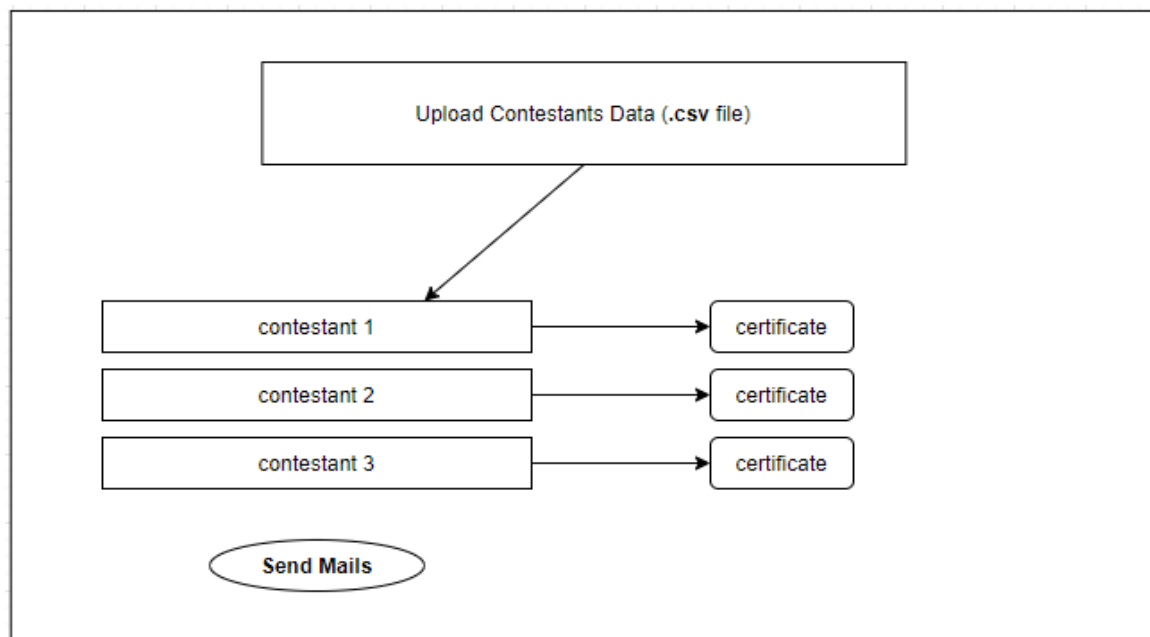 Upload Contestants Data (.csv file)
contestant 1
certificate
contestant 2
certificate
contestant 3
certificate
Send Mails